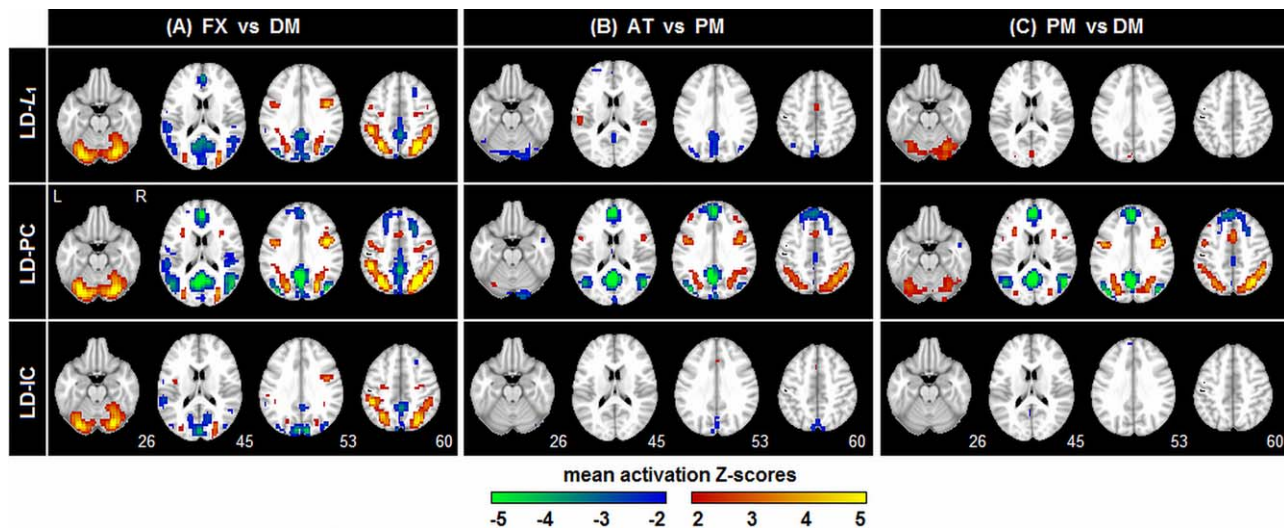 (A) FX vs DM (B) AT vs PM (C) PM vs DM
LD-L1
LD-PC
L R
LD-IC
26 45 53 60 26 45 53 60 26 45 53 60
mean activation Z-scores
-5 -4 -3 -2 2 3 4 5